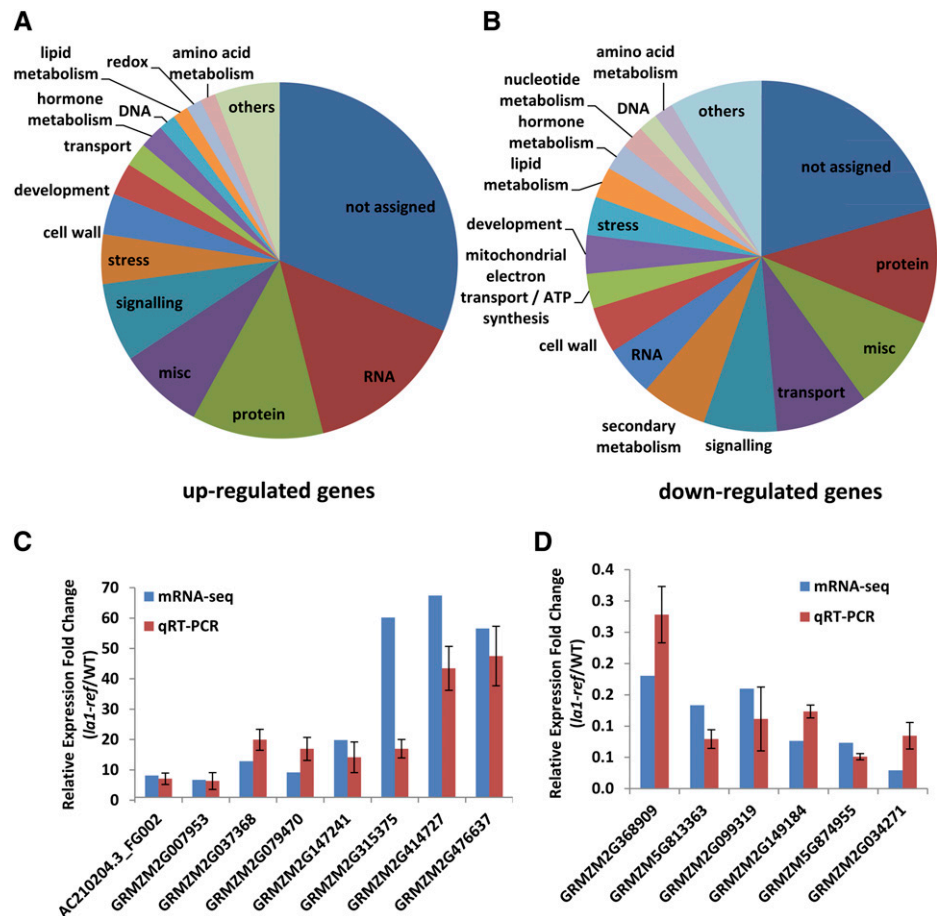 A
lipid
metabolism
redox
amino acid
metabolism
hormone
metabolism
DNA
transport
development
cell wall
stress
signalling
misc
protein
RNA
not assigned
others
up-regulated genes
B
amino acid
metabolism
nucleotide
metabolism
DNA
hormone
metabolism
lipid
metabolism
stress
development
mitochondrial
electron
transport / ATP
synthesis
cell wall
RNA
secondary
metabolism
signalling
transport
misc
protein
not assigned
others
down-regulated genes
C
Relative Expression Fold Change
(la1-ref/WT)
70
60
50
40
30
20
10
0
mRNA-seq
qRT-PCR
AC210204.3_FG002
GRMZM2G007953
GRMZM2G037368
GRMZM2G079470
GRMZM2G147241
GRMZM2G315375
GRMZM2G414727
GRMZM2G476637
D
Relative Expression Fold Change
(la1-ref/WT)
0.4
0.3
0.3
0.2
0.2
0.1
0.1
0.0
mRNA-seq
qRT-PCR
GRMZM2G368909
GRMZM5G813363
GRMZM2G099319
GRMZM2G149184
GRMZM5G874955
GRMZM2G034271